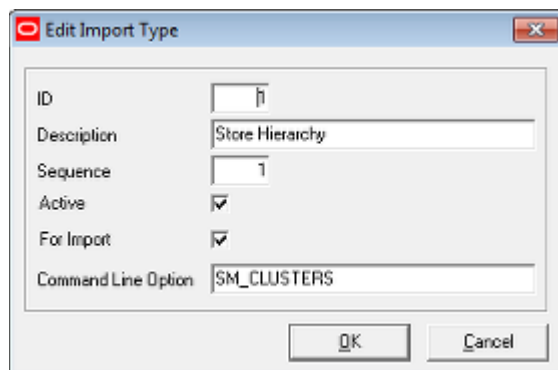 Edit Import Type
ID 1
Description Store Hierarchy
Sequence 1
Active
For Import
Command Line Option SM_CLUSTERS
OK Cancel